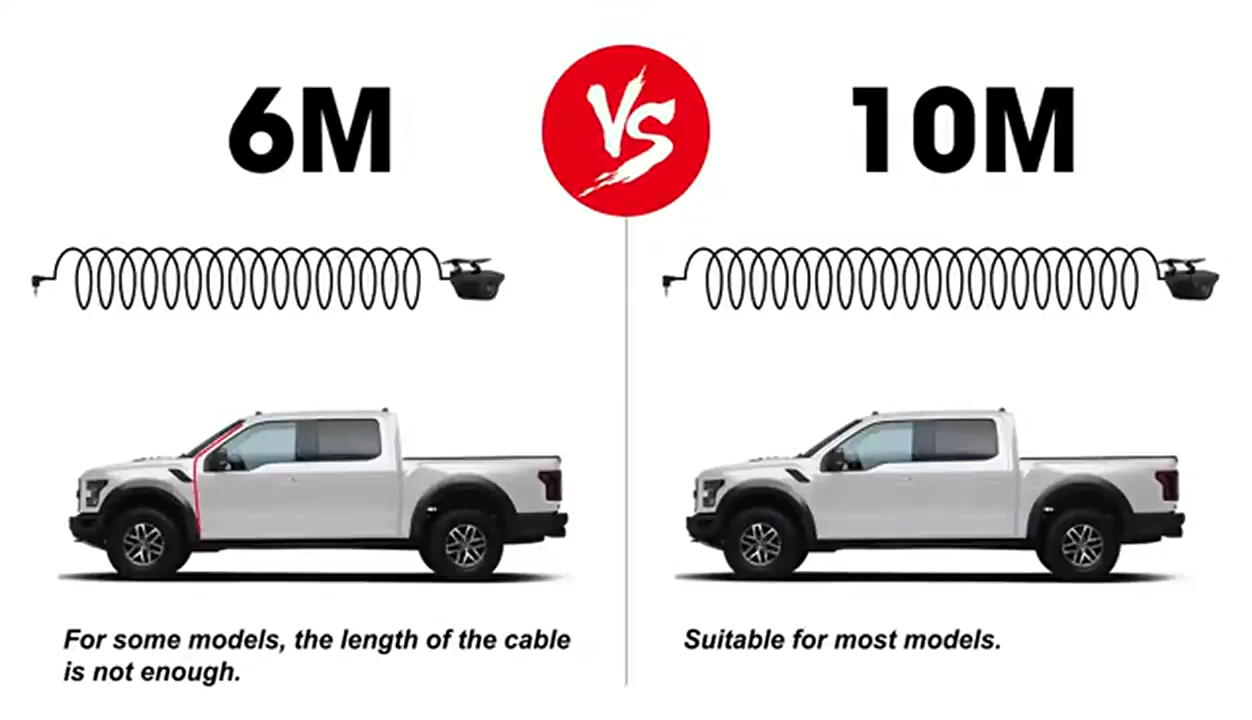 6M
VS
10M
For some models, the length of the cable
is not enough.
Suitable for most models.